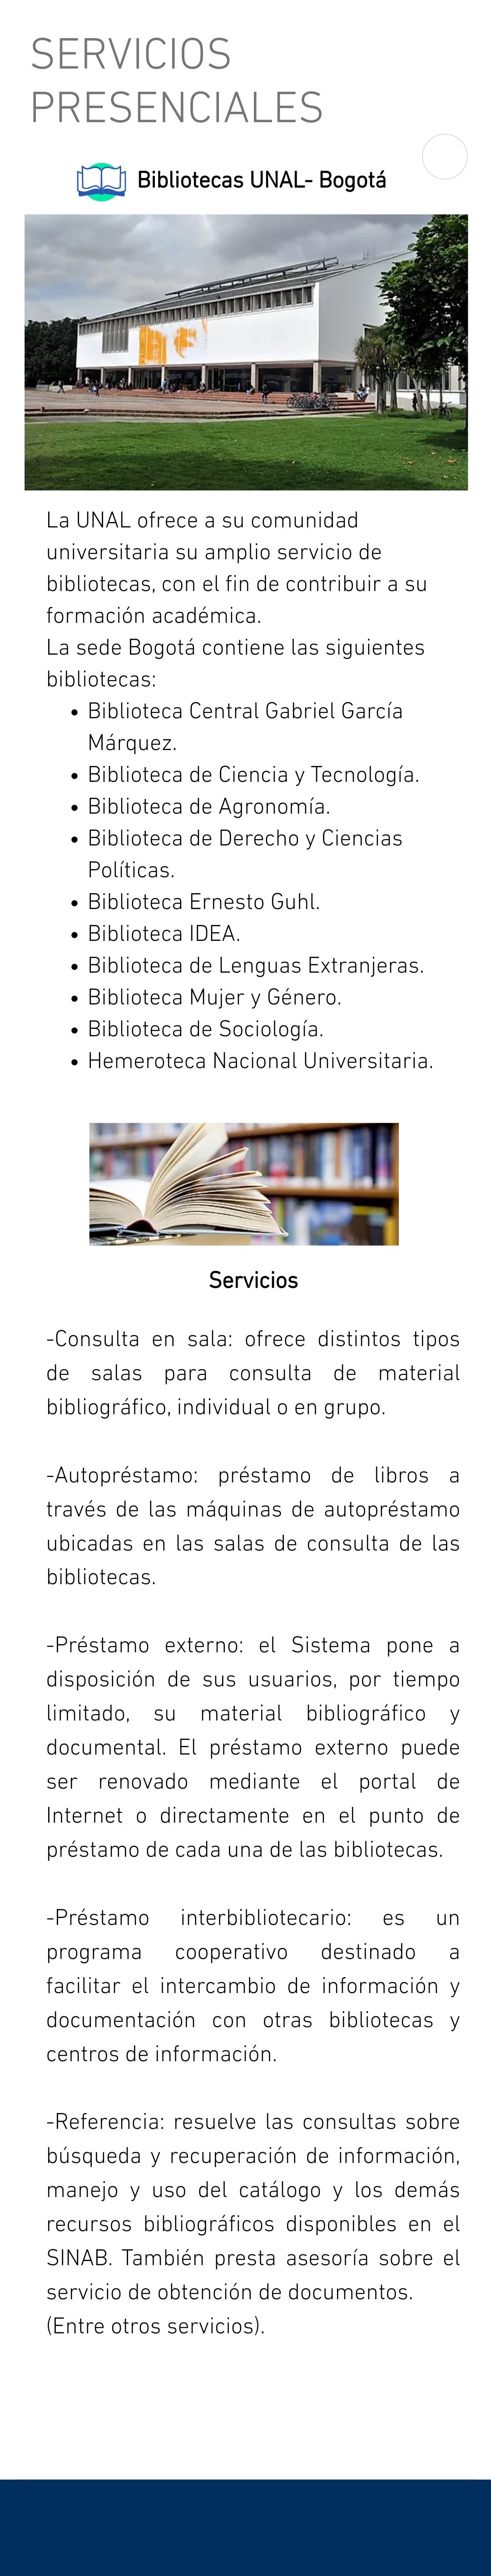 SERVICIOS
PRESENCIALES
Bibliotecas UNAL- Bogotá
La UNAL ofrece a su comunidad
universitaria su amplio servicio de
bibliotecas, con el fin de contribuir a su
formación académica.
La sede Bogotá contiene las siguientes
bibliotecas:
• Biblioteca Central Gabriel García
Márquez.
• Biblioteca de Ciencia y Tecnología.
• Biblioteca de Agronomía.
• Biblioteca de Derecho y Ciencias
Políticas.
• Biblioteca Ernesto Guhl.
• Biblioteca IDEA.
• Biblioteca de Lenguas Extranjeras.
• Biblioteca Mujer y Género.
• Biblioteca de Sociología.
• Hemeroteca Nacional Universitaria.
Servicios
-Consulta en sala: ofrece distintos tipos
de salas para consulta de material
bibliográfico, individual o en grupo.
-Autopréstamo: préstamo de libros a
través de las máquinas de autopréstamo
ubicadas en las salas de consulta de las
bibliotecas.
-Préstamo externo: el Sistema pone a
disposición de sus usuarios, por tiempo
limitado, su material bibliográfico y
documental. El préstamo externo puede
ser renovado mediante el portal de
Internet o directamente en el punto de
préstamo de cada una de las bibliotecas.
-Préstamo interbibliotecario: es un
programa cooperativo destinado a
facilitar el intercambio de información y
documentación con otras bibliotecas y
centros de información.
-Referencia: resuelve las consultas sobre
búsqueda y recuperación de información,
manejo y uso del catálogo y los demás
recursos bibliográficos disponibles en el
SINAB. También presta asesoría sobre el
servicio de obtención de documentos.
(Entre otros servicios).